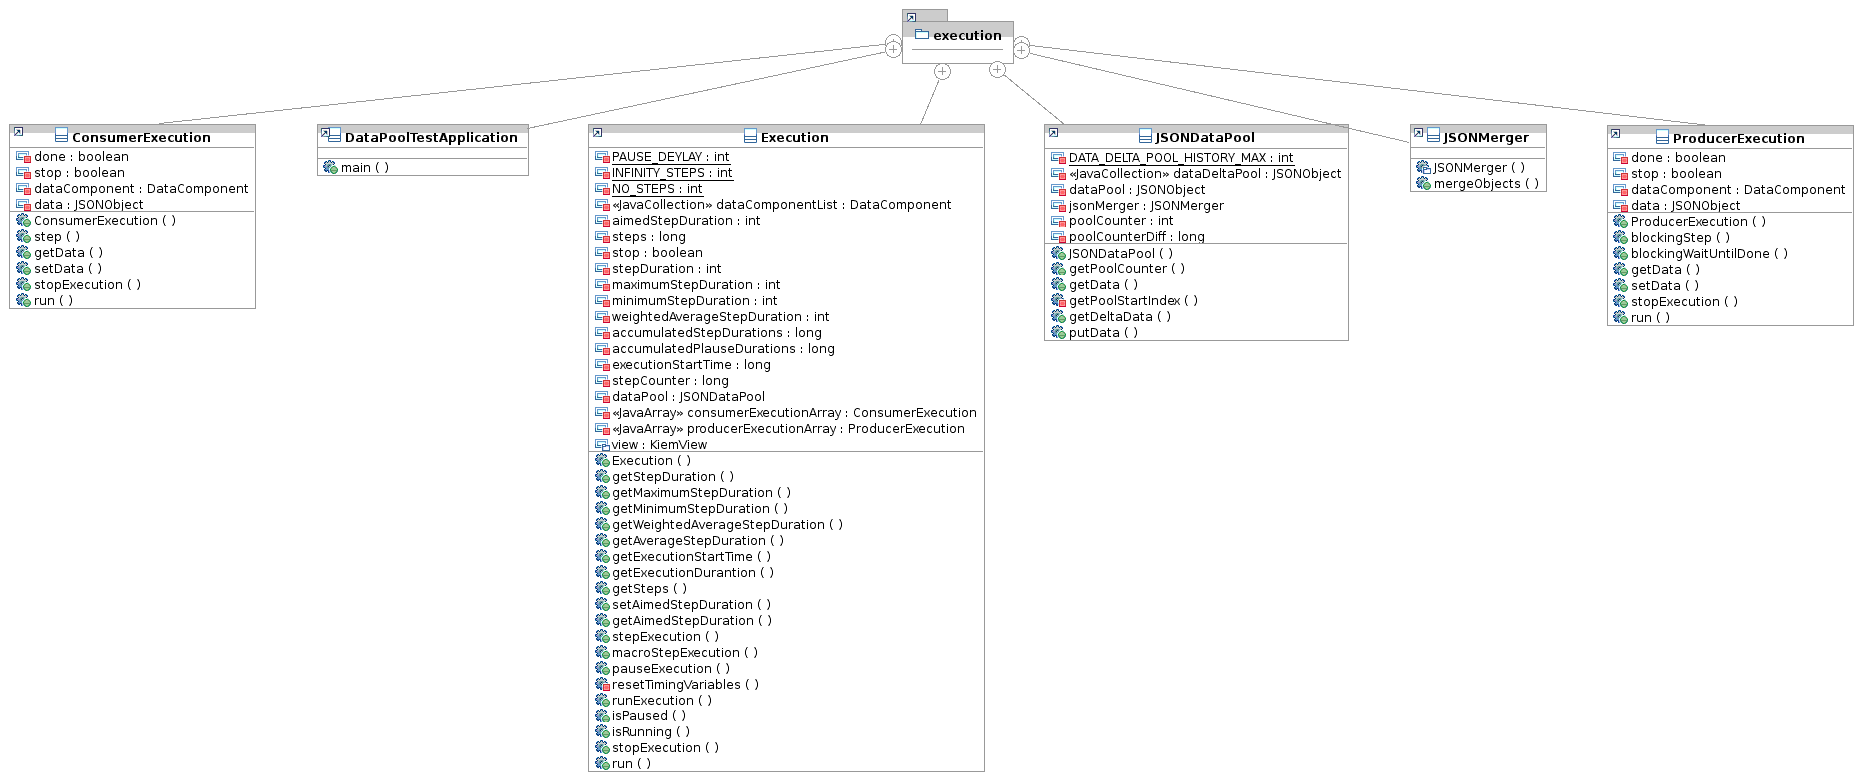 execution
ConsumerExecution
done : boolean
stop : boolean
dataComponent : DataComponent
data : JSONObject
ConsumerExecution ( )
step ( )
getData ( )
setData ( )
stopExecution ( )
run ( )
DataPoolTestApplication
main ( )
Execution
PAUSE_DEYLAY : int
INFINITY_STEPS : int
NO_STEPS : int
«JavaCollection» dataComponentList : DataComponent
aimedStepDuration : int
steps : long
stop : boolean
stepDuration : int
maximumStepDuration : int
minimumStepDuration : int
weightedAverageStepDuration : int
accumulatedStepDurations : long
accumulatedPlauseDurations : long
executionStartTime : long
stepCounter : long
dataPool : JSONDataPool
«JavaArray» consumerExecutionArray : ConsumerExecution
«JavaArray» producerExecutionArray : ProducerExecution
view : KiemView
Execution ( )
getStepDuration ( )
getMaximumStepDuration ( )
getMinimumStepDuration ( )
getWeightedAverageStepDuration ( )
getAverageStepDuration ( )
getExecutionStartTime ( )
getExecutionDurantion ( )
getSteps ( )
setAimedStepDuration ( )
getAimedStepDuration ( )
stepExecution ( )
macroStepExecution ( )
pauseExecution ( )
resetTimingVariables ( )
runExecution ( )
isPaused ( )
isRunning ( )
stopExecution ( )
run ( )
JSONDataPool
DATA_DELTA_POOL_HISTORY_MAX : int
«JavaCollection» dataDeltaPool : JSONObject
dataPool : JSONObject
jsonMerger : JSONMerger
poolCounter : int
poolCounterDiff : long
JSONDataPool ( )
getPoolCounter ( )
getData ( )
getPoolStartIndex ( )
getDeltaData ( )
putData ( )
JSONMerger
JSONMerger ( )
mergeObjects ( )
ProducerExecution
done : boolean
stop : boolean
dataComponent : DataComponent
data : JSONObject
ProducerExecution ( )
blockingStep ( )
blockingWaitUntilDone ( )
getData ( )
setData ( )
stopExecution ( )
run ( )